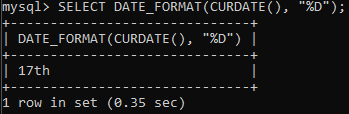 mysql> SELECT DATE_FORMAT(CURDATE(), "%D");
+----------------------------+
| DATE_FORMAT(CURDATE(), "%D") |
+----------------------------+
| 17th |
+----------------------------+
1 row in set (0.35 sec)